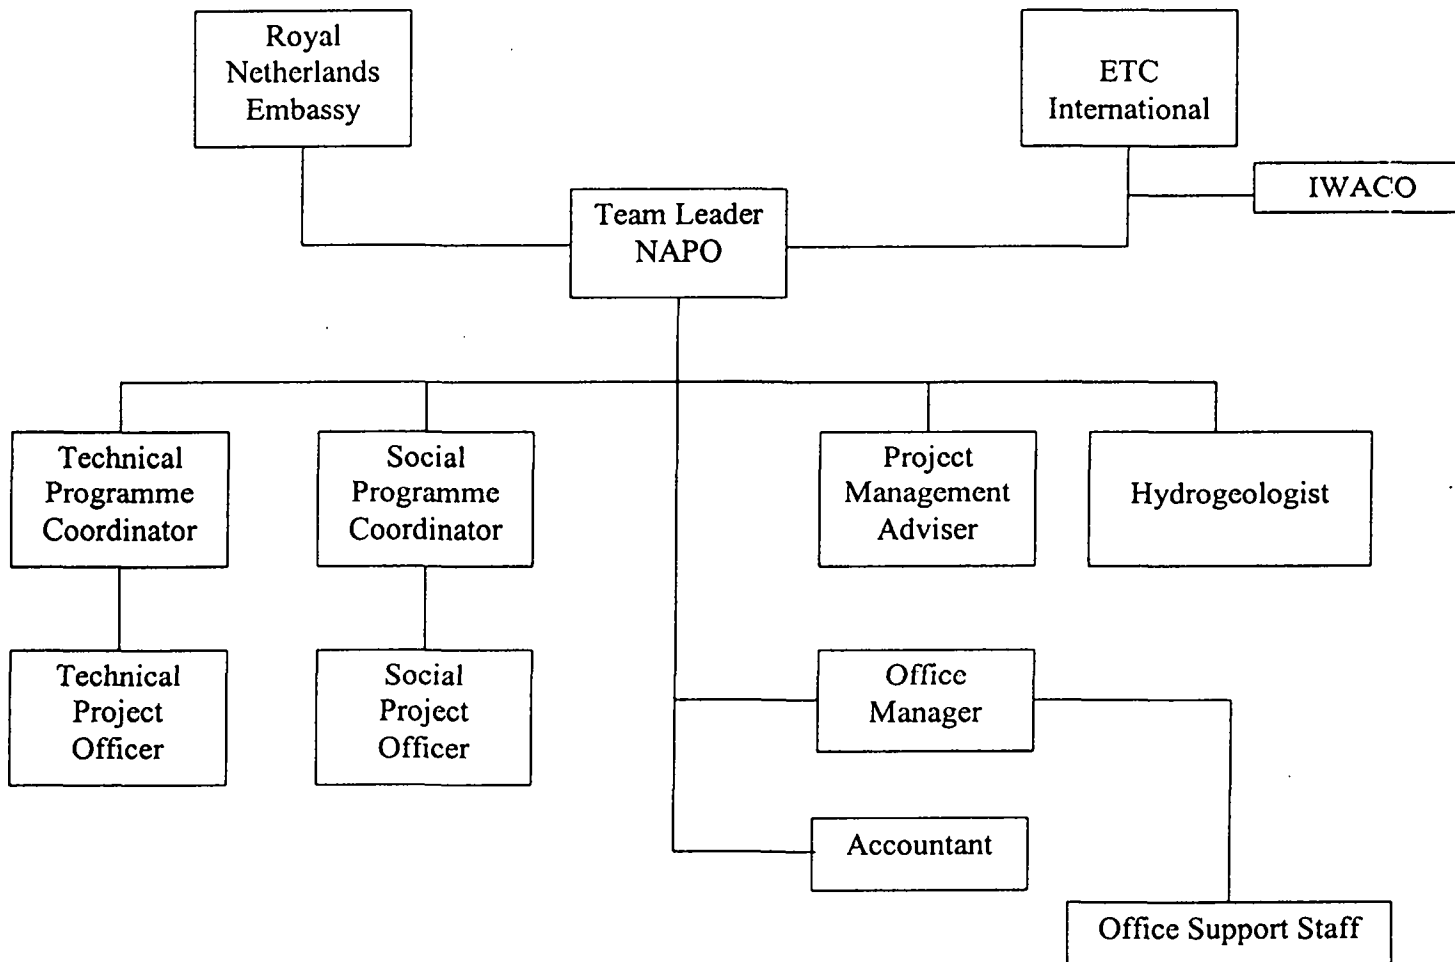 Royal
Netherlands
Embassy
ETC
International
IWACO
Team Leader
NAPO
Technical
Programme
Coordinator
Social
Programme
Coordinator
Project
Management
Adviser
Hydrogeologist
Technical
Project
Officer
Social
Project
Officer
Office
Manager
Accountant
Office Support Staff